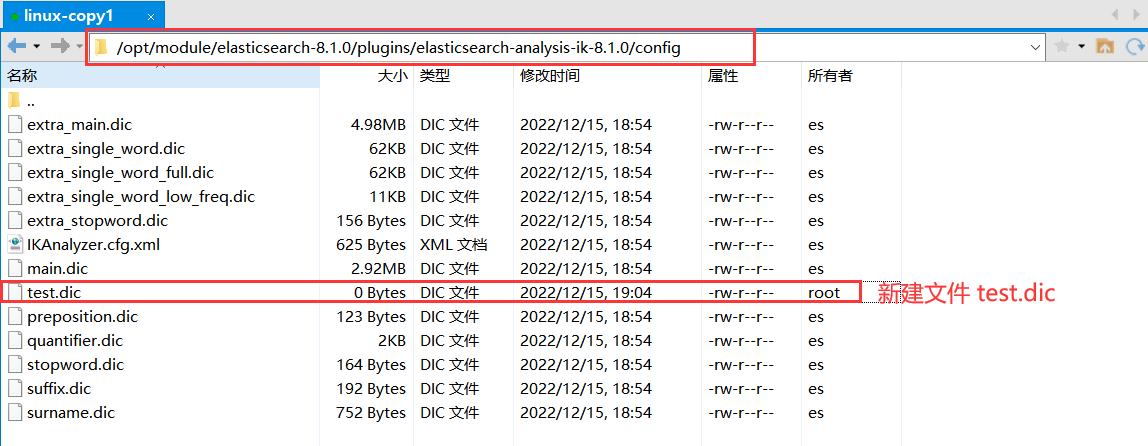 linux-copy1 ×
/opt/module/elasticsearch-8.1.0/plugins/elasticsearch-analysis-ik-8.1.0/config
名称 大小 类型 修改时间 属性 所有者
..
extra_main.dic 4.98MB DIC 文件 2022/12/15, 18:54 -rw-r--r-- es
extra_single_word.dic 62KB DIC 文件 2022/12/15, 18:54 -rw-r--r-- es
extra_single_word_full.dic 62KB DIC 文件 2022/12/15, 18:54 -rw-r--r-- es
extra_single_word_low_freq.dic 11KB DIC 文件 2022/12/15, 18:54 -rw-r--r-- es
extra_stopword.dic 156 Bytes DIC 文件 2022/12/15, 18:54 -rw-r--r-- es
IKAnalyzer.cfg.xml 625 Bytes XML 文档 2022/12/15, 18:54 -rw-r--r-- es
main.dic 2.92MB DIC 文件 2022/12/15, 18:54 -rw-r--r-- es
test.dic 0 Bytes DIC 文件 2022/12/15, 19:04 -rw-r--r-- root 新建文件 test.dic
preposition.dic 123 Bytes DIC 文件 2022/12/15, 18:54 -rw-r--r-- es
quantifier.dic 2KB DIC 文件 2022/12/15, 18:54 -rw-r--r-- es
stopword.dic 164 Bytes DIC 文件 2022/12/15, 18:54 -rw-r--r-- es
suffix.dic 192 Bytes DIC 文件 2022/12/15, 18:54 -rw-r--r-- es
surname.dic 752 Bytes DIC 文件 2022/12/15, 18:54 -rw-r--r-- es